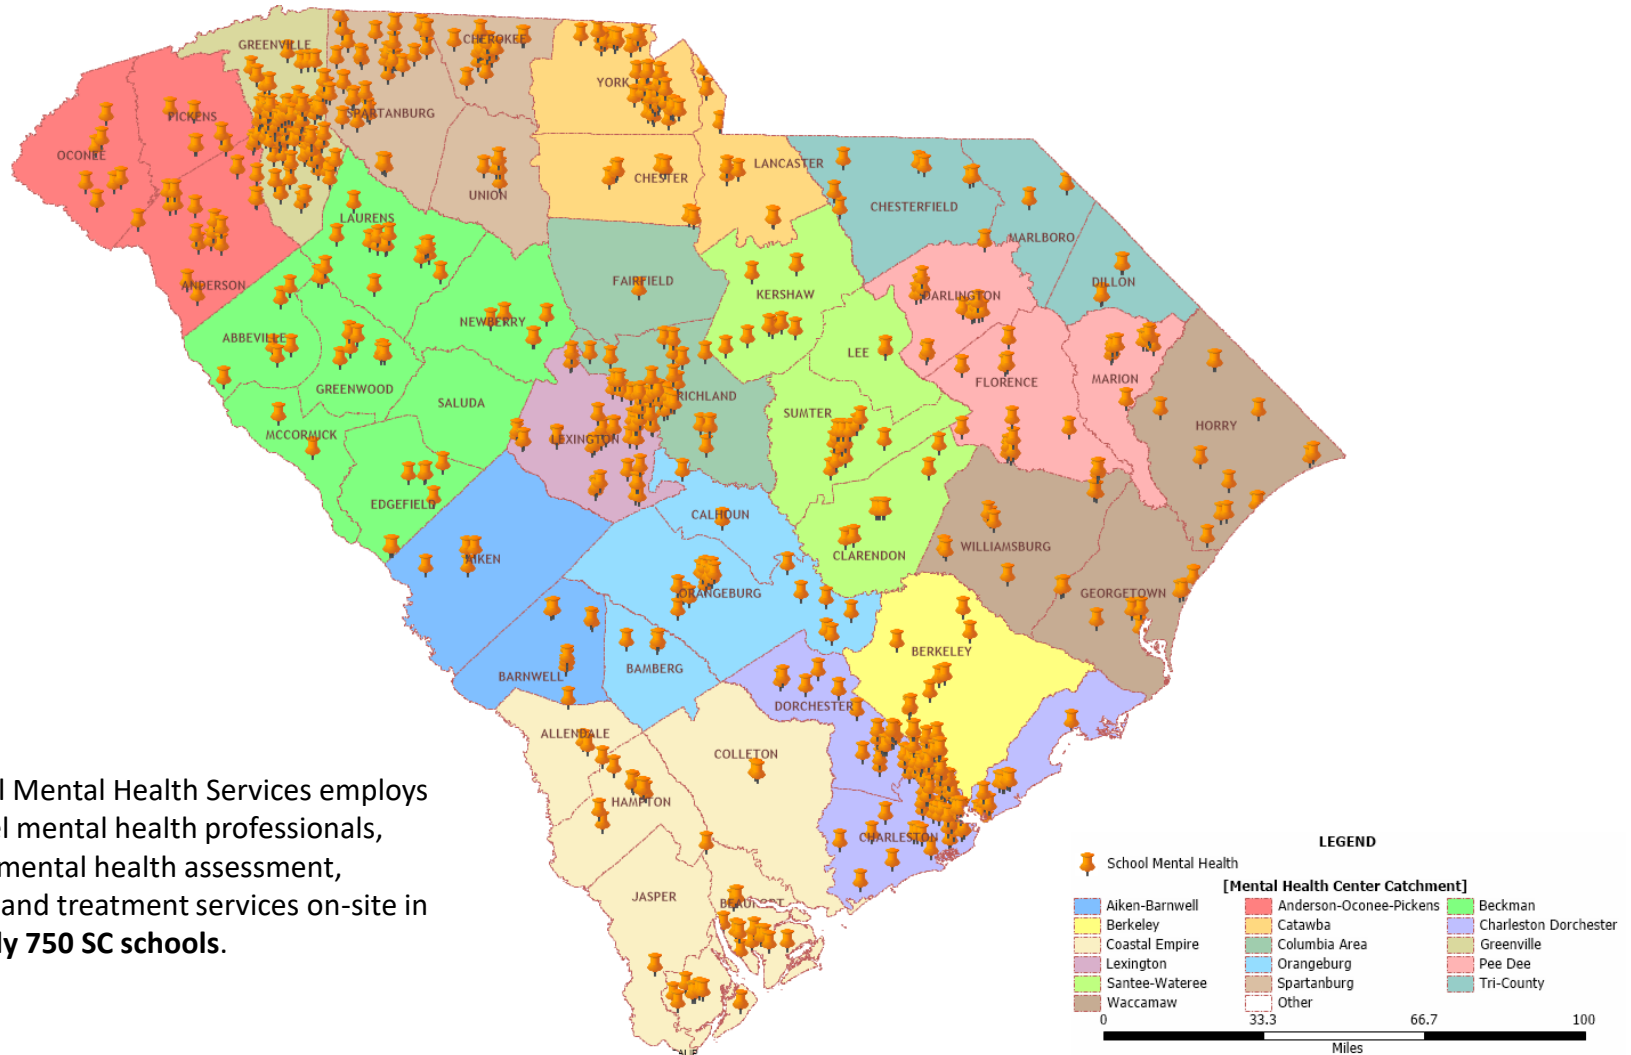 GREENVILLE
CHEROKEE
YORK
PICKENS
SPARTANBURG
OCONEE
CHESTER
LANCASTER
UNION
LAURENS
CHESTERFIELD
MARLBORO
ANDERSON
FAIRFIELD
KERSHAW
DARLINGTON
DILLON
NEWBERRY
ABBEVILLE
LEE
GREENWOOD
FLORENCE
MARION
RICHLAND
SALUDA
SUMTER
HORRY
MCCORMICK
LEXINGTON
EDGEFIELD
CALHOUN
WILLIAMSBURG
AIKEN
CLARENDON
ORANGEBURG
GEORGETOWN
BERKELEY
BARNWELL
BAMBERG
DORCHESTER
ALLENDALE
COLLETON
HAMPTON
CHARLESTON
JASPER
BEAUFORT
l Mental Health Services employs
el mental health professionals,
mental health assessment,
and treatment services on-site in
ly 750 SC schools.
LEGEND
School Mental Health
[Mental Health Center Catchment]
Aiken-Barnwell Anderson-Oconee-Pickens Beckman
Berkeley Catawba Charleston Dorchester
Coastal Empire Columbia Area Greenville
Lexington Orangeburg Pee Dee
Santee-Wateree Spartanburg Tri-County
Waccamaw Other
0 33.3 66.7 100
Miles